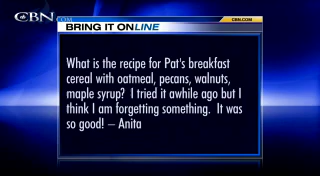 CBN.COM
CBN.COM
BRING IT ONLINE
What is the recipe for Pat's breakfast
cereal with oatmeal, pecans, walnuts,
maple syrup?  I tried it awhile ago but I
think I am forgetting something.  It was
so good! – Anita